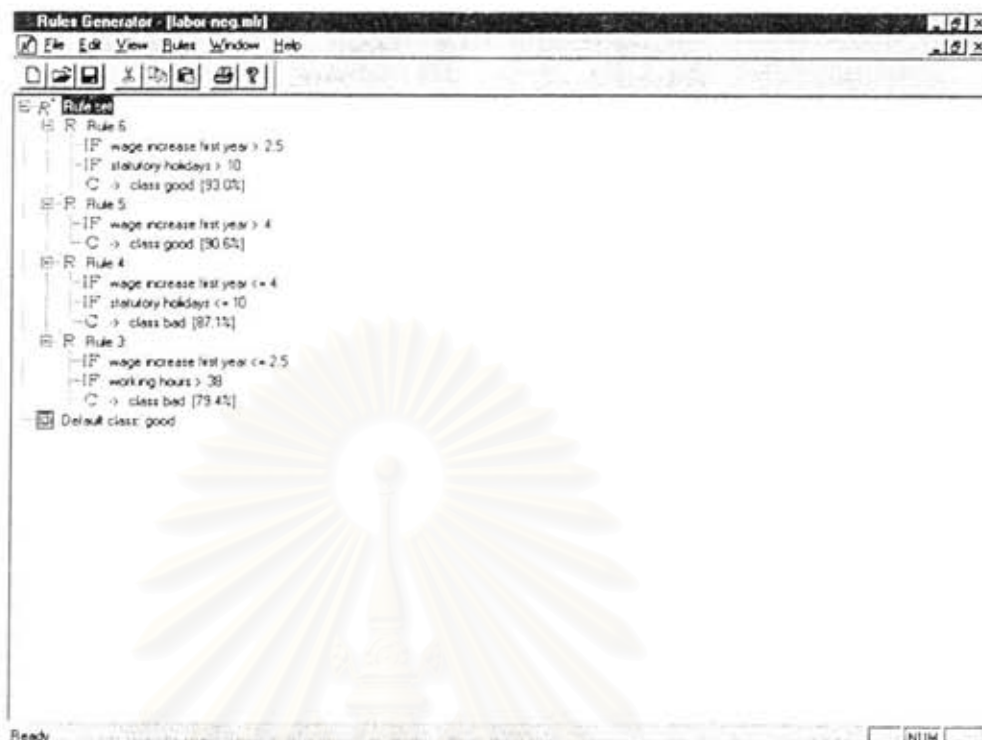 Rules Generator - [labor-neg.mlr]
File Edit View Rules Window Help
Rule set
R Rule 6:
IF wage increase first year > 2.5
IF statutory holidays > 10
C -> class good [93.0%]
R Rule 5:
IF wage increase first year > 4
C -> class good [90.6%]
R Rule 4:
IF wage increase first year <= 4
IF statutory holidays <= 10
C -> class bad [87.1%]
R Rule 3:
IF wage increase first year <= 2.5
IF working hours > 38
C -> class bad [79.4%]
Default class: good
Ready
NUM